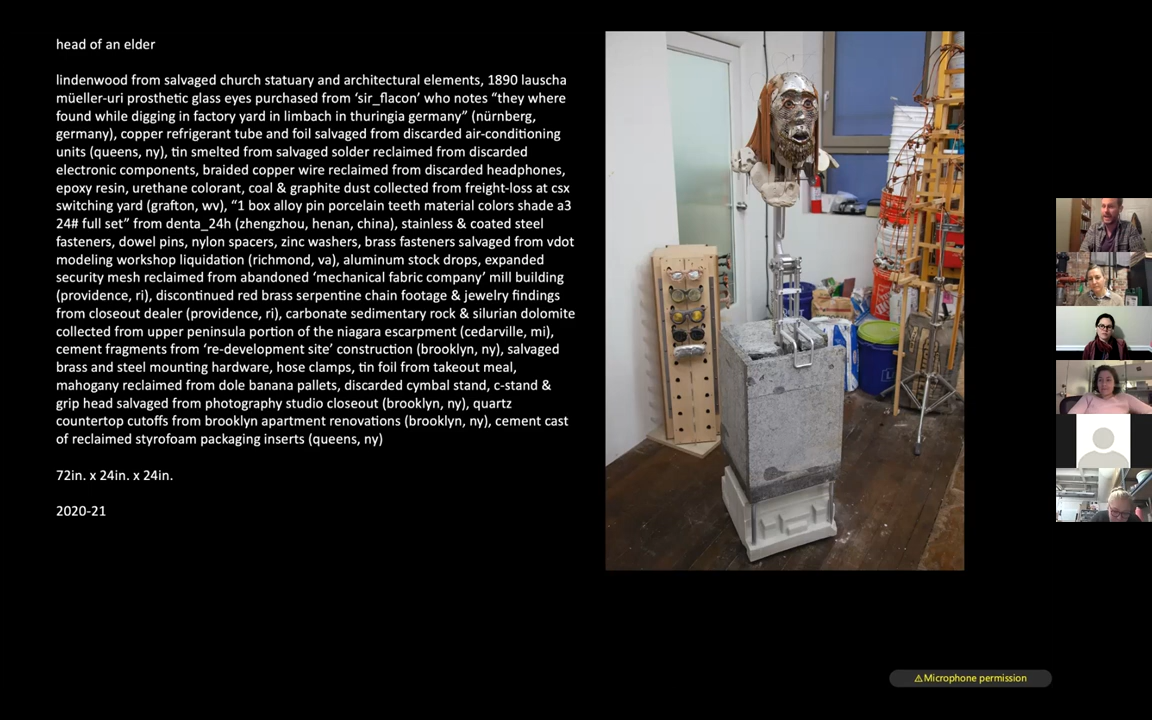 head of an elder
lindenwood from salvaged church statuary and architectural elements, 1890 lauscha
müeller-uri prosthetic glass eyes purchased from ‘sir_flacon’ who notes “they where
found while digging in factory yard in limbach in thuringia germany” (nürnberg,
germany), copper refrigerant tube and foil salvaged from discarded air-conditioning
units (queens, ny), tin smelted from salvaged solder reclaimed from discarded
electronic components, braided copper wire reclaimed from discarded headphones,
epoxy resin, urethane colorant, coal & graphite dust collected from freight-loss at csx
switching yard (grafton, wv), “1 box alloy pin porcelain teeth material colors shade a3
24# full set” from denta_24h (zhengzhou, henan, china), stainless & coated steel
fasteners, dowel pins, nylon spacers, zinc washers, brass fasteners salvaged from vdot
modeling workshop liquidation (richmond, va), aluminum stock drops, expanded
security mesh reclaimed from abandoned ‘mechanical fabric company’ mill building
(providence, ri), discontinued red brass serpentine chain footage & jewelry findings
from closeout dealer (providence, ri), carbonate sedimentary rock & silurian dolomite
collected from upper peninsula portion of the niagara escarpment (cedarville, mi),
cement fragments from ‘re-development site’ construction (brooklyn, ny), salvaged
brass and steel mounting hardware, hose clamps, tin foil from takeout meal,
mahogany reclaimed from dole banana pallets, discarded cymbal stand, c-stand &
grip head salvaged from photography studio closeout (brooklyn, ny), quartz
countertop cutoffs from brooklyn apartment renovations (brooklyn, ny), cement cast
of reclaimed styrofoam packaging inserts (queens, ny)
72in. x 24in. x 24in.
2020-21
⚠Microphone permission